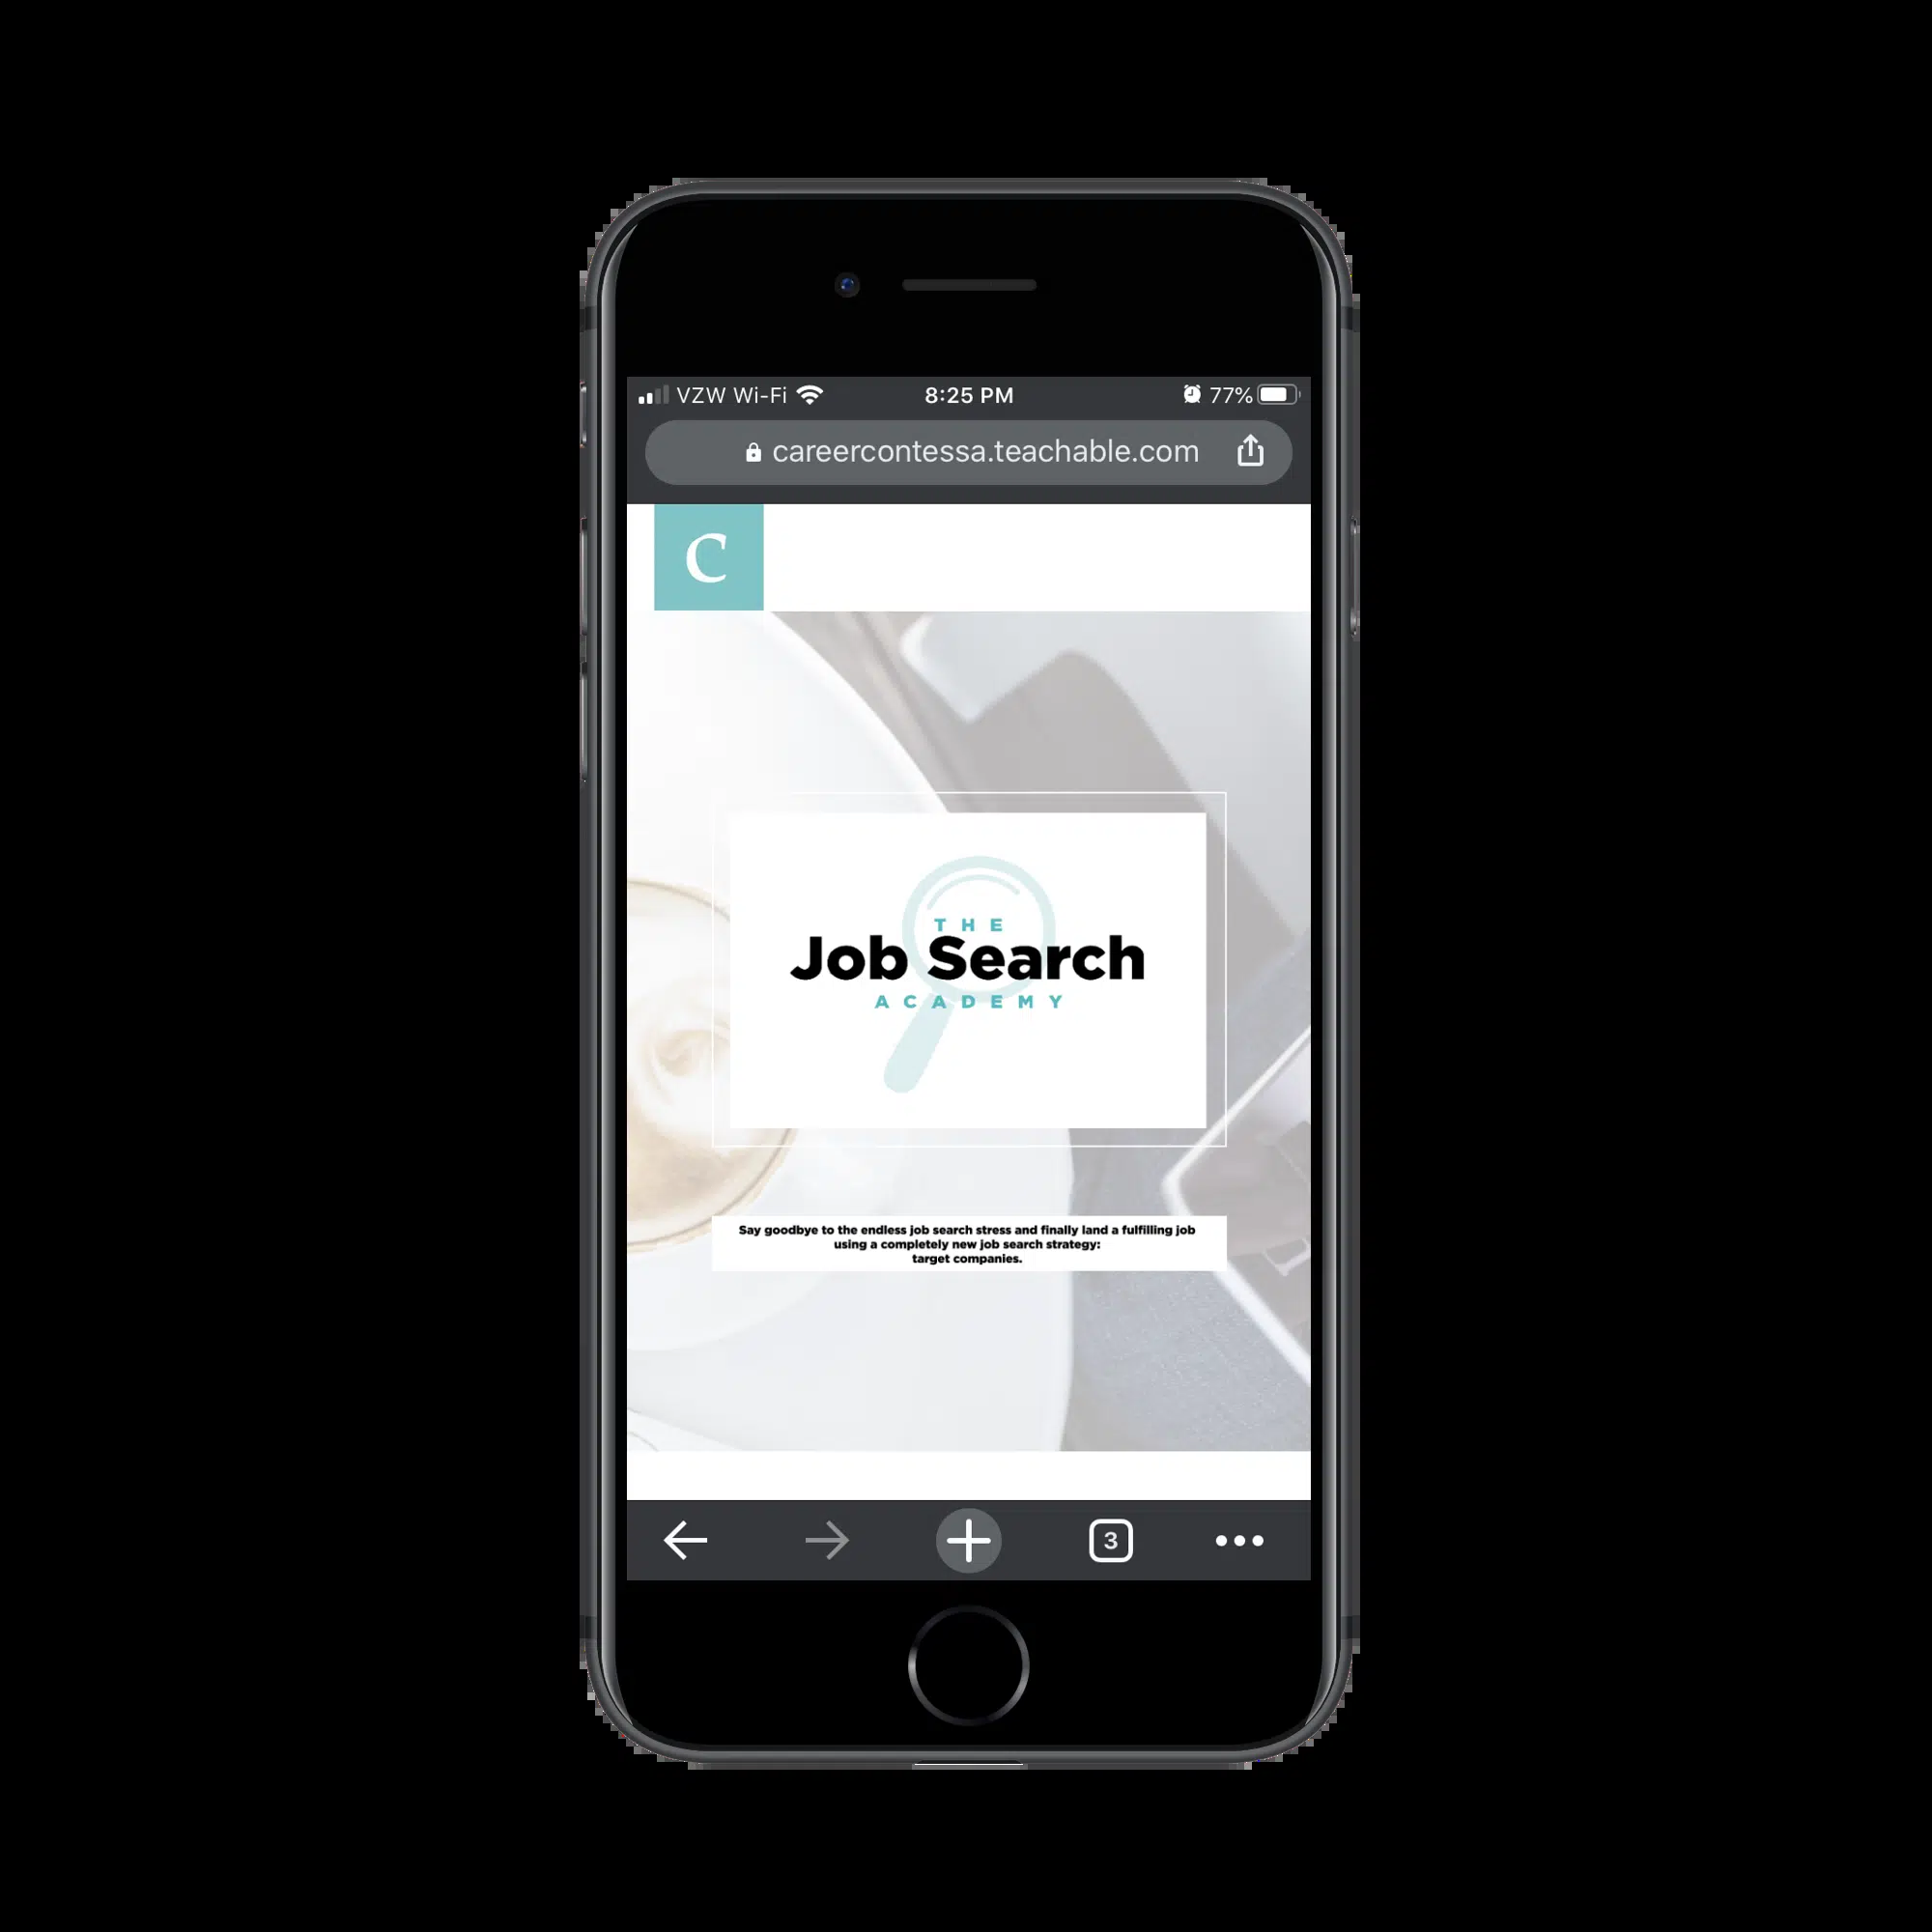 VZW Wi-Fi 8:25 PM 77%
careercontessa.teachable.com
C
THE
Job Search
ACADEMY
Say goodbye to the endless job search stress and finally land a fulfilling job
using a completely new job search strategy:
target companies.
3